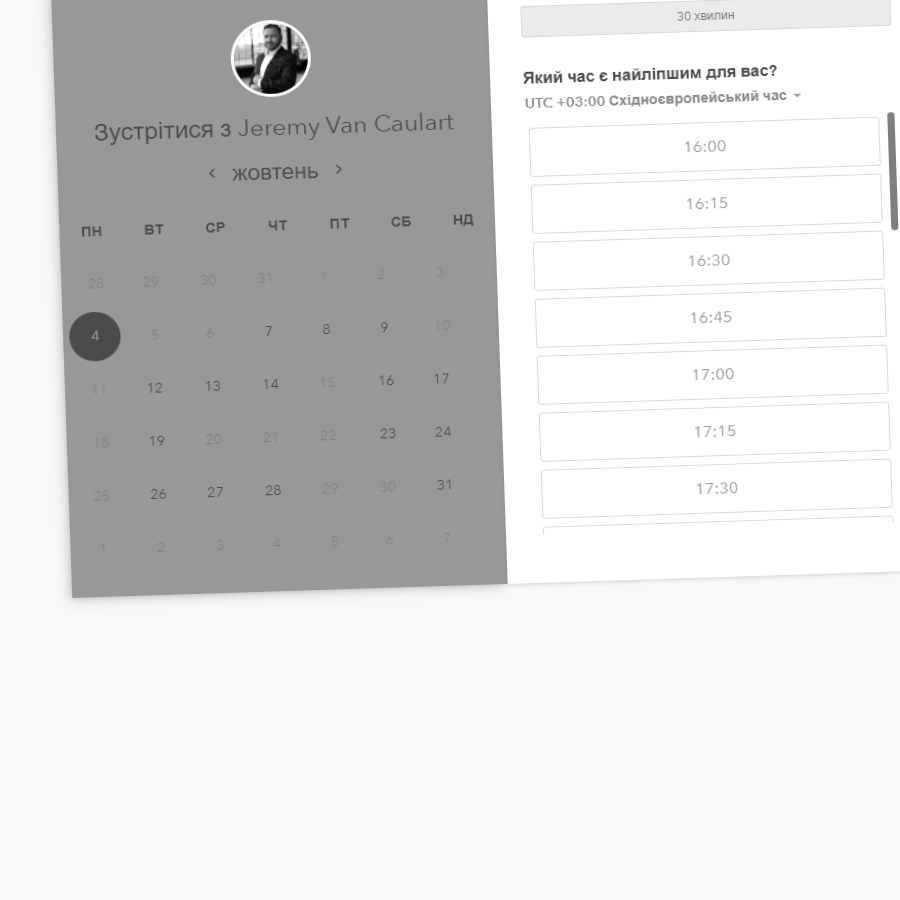 Зустрітися з Jeremy Van Caulart
жовтень
ПН ВТ СР ЧТ ПТ СБ НД
28 29 30 31 1 2 3
4 5 6 7 8 9 10
11 12 13 14 15 16 17
18 19 20 21 22 23 24
25 26 27 28 29 30 31
1 2 3 4 5 6 7
30 хвилин
Який час є найліпшим для вас?
UTC +03:00 Східноєвропейський час
16:00
16:15
16:30
16:45
17:00
17:15
17:30